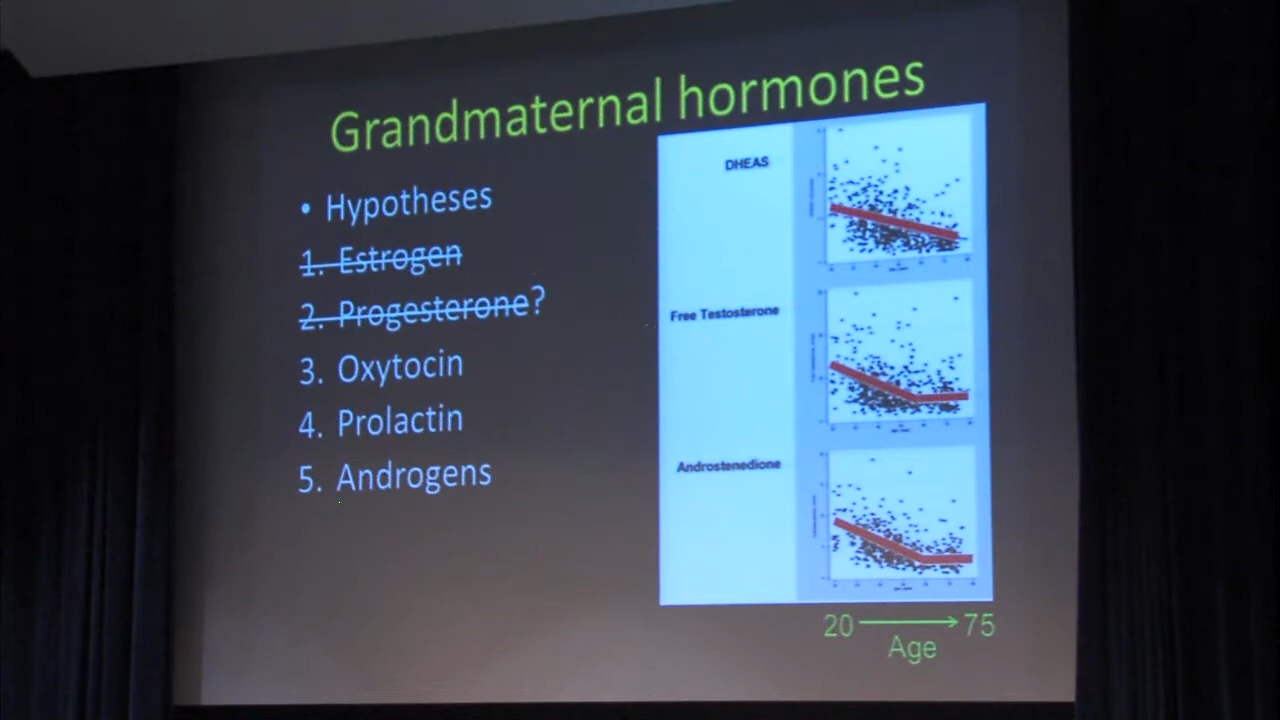 Grandmaternal hormones
• Hypotheses
1. Estrogen
2. Progesterone?
3. Oxytocin
4. Prolactin
5. Androgens
DHEAS
Free Testosterone
Androstenedione
20 → 75
Age